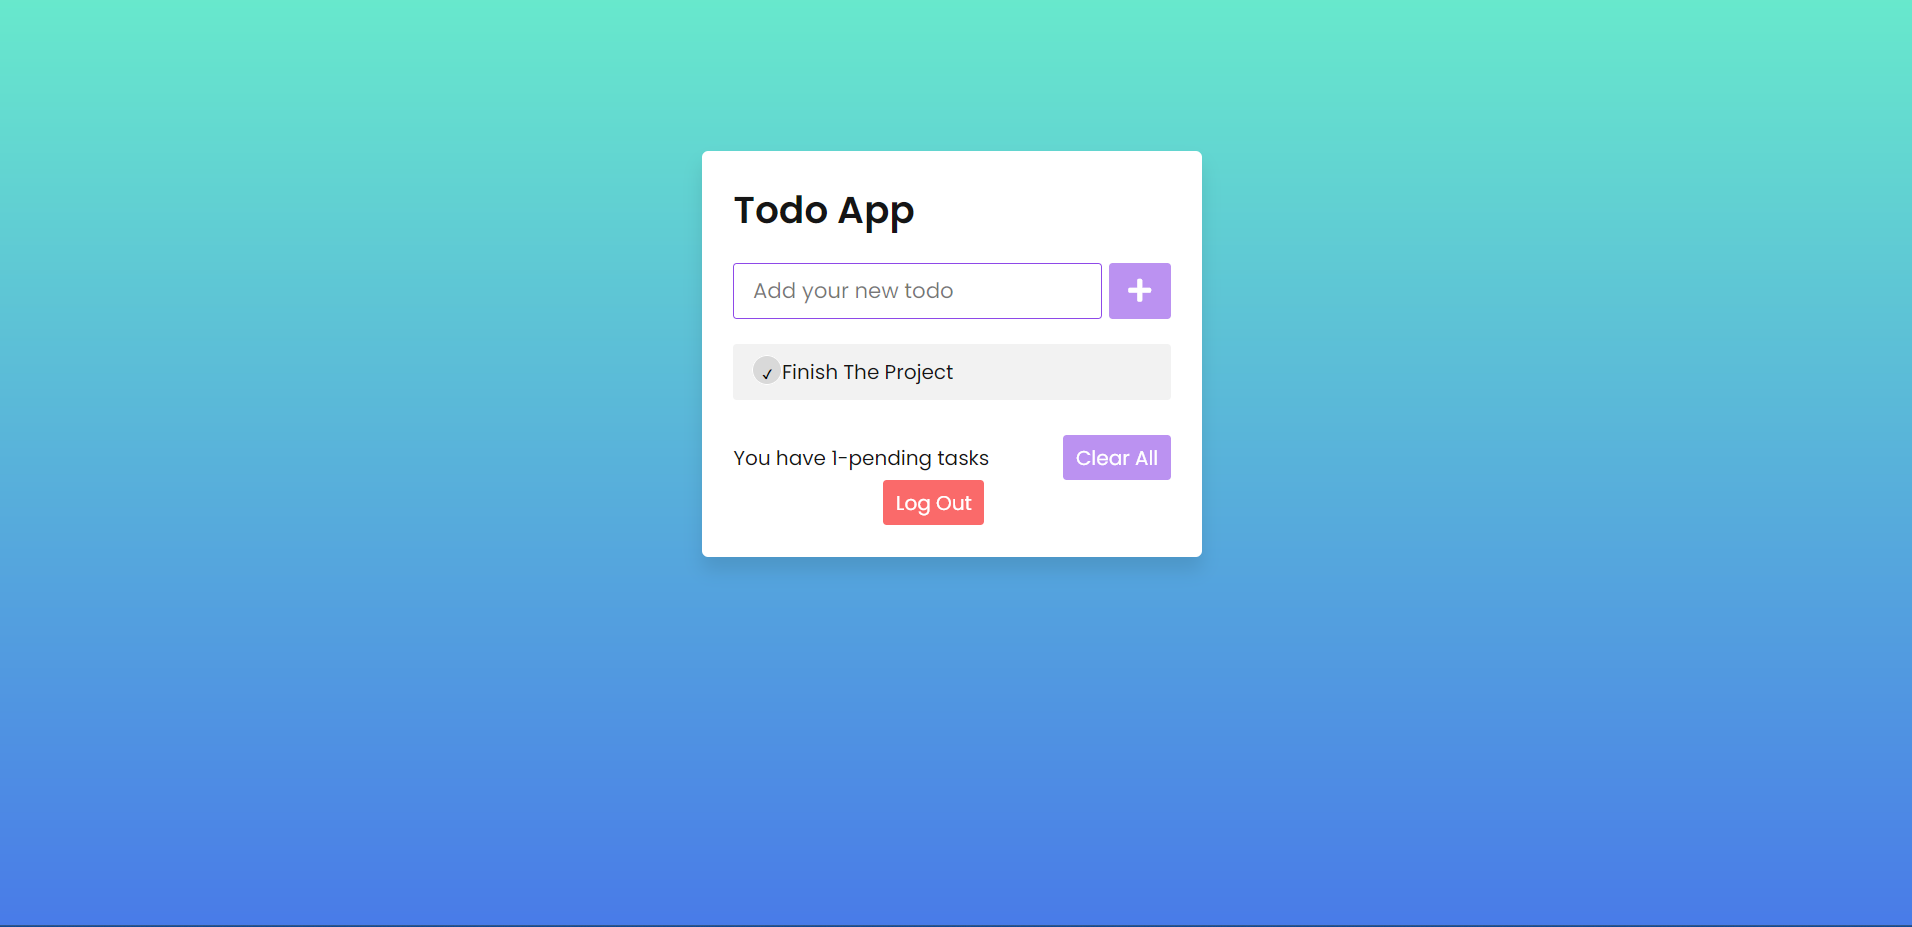 Todo App
Add your new todo
✓ Finish The Project
You have 1-pending tasks
Clear All
Log Out